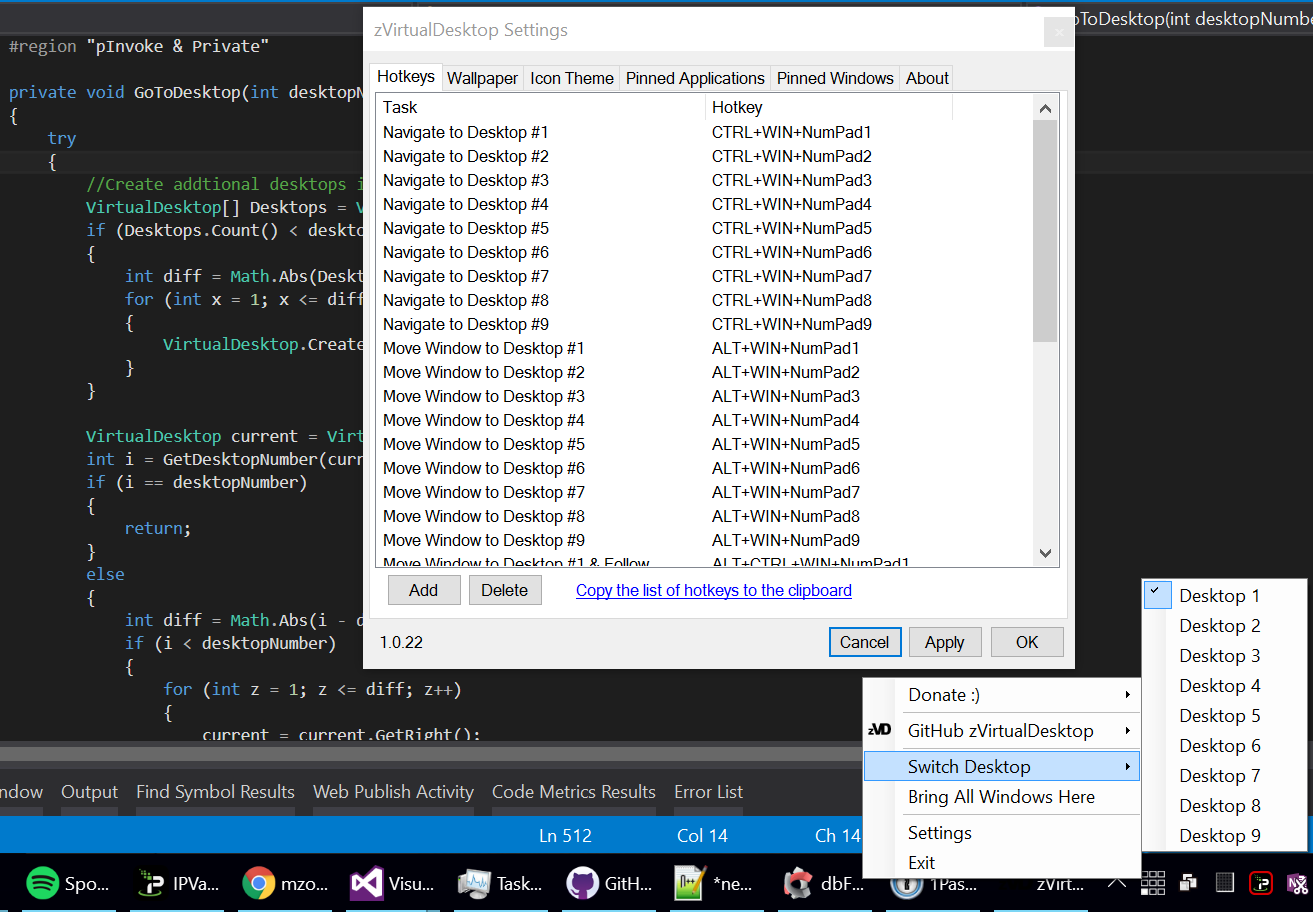 oToDesktop(int desktopNumbe
#region "pInvoke & Private"
private void GoToDesktop(int desktopN
{
try
{
//Create addtional desktops i
VirtualDesktop[] Desktops = V
if (Desktops.Count() < deskto
{
int diff = Math.Abs(Deskt
for (int x = 1; x <= diff
{
VirtualDesktop.Create
}
}
VirtualDesktop current = Virt
int i = GetDesktopNumber(curr
if (i == desktopNumber)
{
return;
}
else
{
int diff = Math.Abs(i - d
if (i < desktopNumber)
{
for (int z = 1; z <= diff; z++)
{
current = current.GetRight();
zVirtualDesktop Settings
Hotkeys Wallpaper Icon Theme Pinned Applications Pinned Windows About
Task Hotkey
Navigate to Desktop #1 CTRL+WIN+NumPad1
Navigate to Desktop #2 CTRL+WIN+NumPad2
Navigate to Desktop #3 CTRL+WIN+NumPad3
Navigate to Desktop #4 CTRL+WIN+NumPad4
Navigate to Desktop #5 CTRL+WIN+NumPad5
Navigate to Desktop #6 CTRL+WIN+NumPad6
Navigate to Desktop #7 CTRL+WIN+NumPad7
Navigate to Desktop #8 CTRL+WIN+NumPad8
Navigate to Desktop #9 CTRL+WIN+NumPad9
Move Window to Desktop #1 ALT+WIN+NumPad1
Move Window to Desktop #2 ALT+WIN+NumPad2
Move Window to Desktop #3 ALT+WIN+NumPad3
Move Window to Desktop #4 ALT+WIN+NumPad4
Move Window to Desktop #5 ALT+WIN+NumPad5
Move Window to Desktop #6 ALT+WIN+NumPad6
Move Window to Desktop #7 ALT+WIN+NumPad7
Move Window to Desktop #8 ALT+WIN+NumPad8
Move Window to Desktop #9 ALT+WIN+NumPad9
Move Window to Desktop #1 & Follow ALT+CTRL+WIN+NumPad1
Add Delete Copy the list of hotkeys to the clipboard
1.0.22 Cancel Apply OK
Donate :)
zVD GitHub zVirtualDesktop
Switch Desktop
Bring All Windows Here
Settings
Exit
Desktop 1
Desktop 2
Desktop 3
Desktop 4
Desktop 5
Desktop 6
Desktop 7
Desktop 8
Desktop 9
ndow Output Find Symbol Results Web Publish Activity Code Metrics Results Error List
Ln 512 Col 14 Ch 14
Spo... IPVa... mzo... Visu... Task... GitH... *ne... dbF... 1Pas... zVirt...